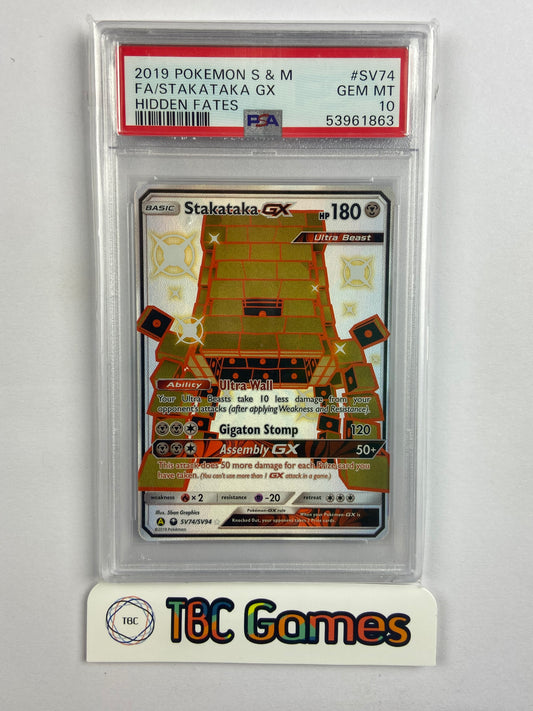 2019 POKEMON S & M #SV74
FA/STAKATAKA GX GEM MT
HIDDEN FATES 10
PSA 53961863
BASIC Stakataka GX HP 180
Ultra Beast
Ability Ultra Wall
Your Ultra Beasts take 10 less damage from your
opponent's attacks (after applying Weakness and Resistance).
Gigaton Stomp 120
Assembly GX 50+
This attack does 50 more damage for each Prize card you
have taken. (You can't use more than 1 GX attack in a game.)
weakness × 2 resistance -20 retreat
Illus. 5ban Graphics Pokémon-GX rule When your Pokémon-GX is
Knocked Out, your opponent takes 2 Prize cards.
A SV74/SV94
©2019 Pokémon
TBC TBC Games